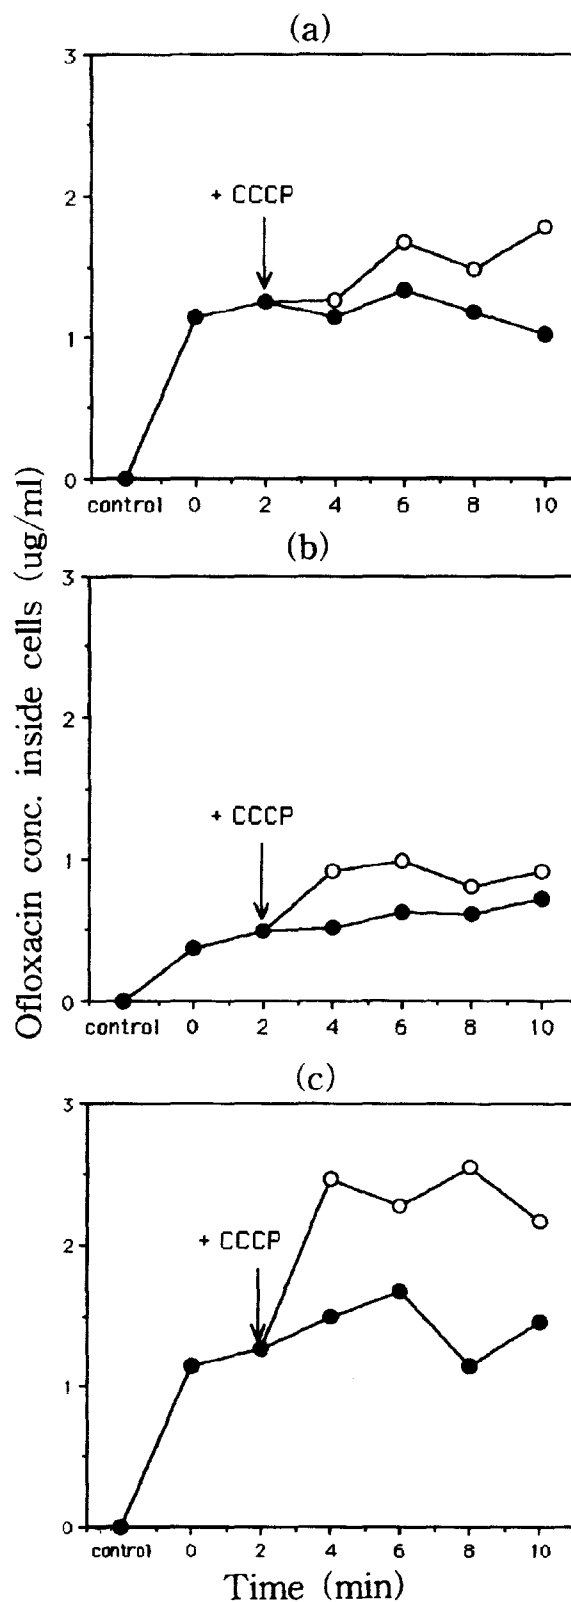 (a)
3
2
1
0
+ CCCP
control 0 2 4 6 8 10
(b)
3
2
1
0
+ CCCP
control 0 2 4 6 8 10
(c)
3
2
1
0
+ CCCP
control 0 2 4 6 8 10
Time (min)
Ofloxacin conc. inside cells (ug/ml)